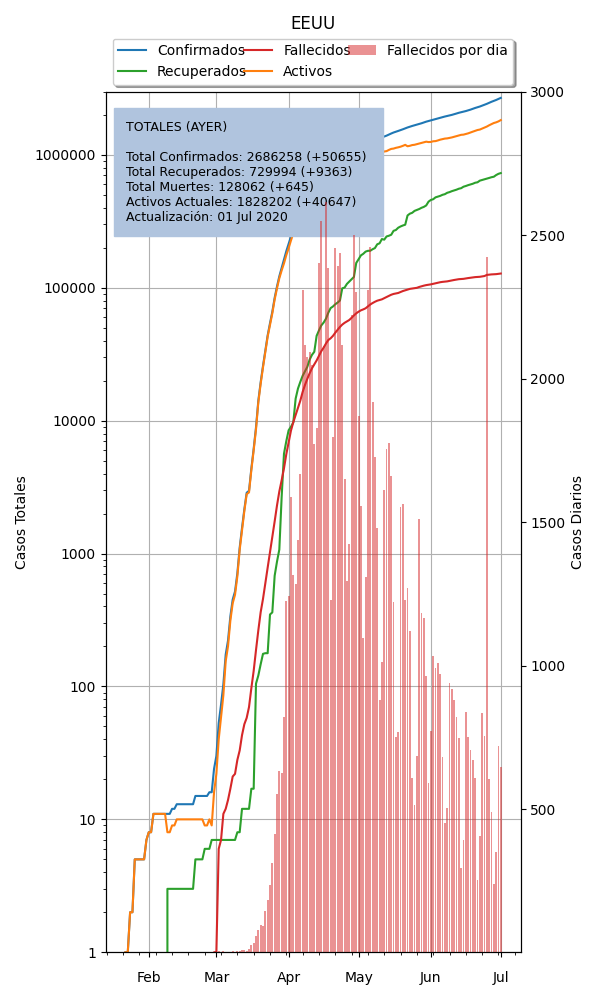 EEUU
Confirmados Fallecidos Fallecidos por dia
Recuperados Activos
TOTALES (AYER)
Total Confirmados: 2686258 (+50655)
Total Recuperados: 729994 (+9363)
Total Muertes: 128062 (+645)
Activos Actuales: 1828202 (+40647)
Actualización: 01 Jul 2020
Casos Totales
1000000
100000
10000
1000
100
10
1
3000
2500
2000
1500
1000
500
Casos Diarios
Feb Mar Apr May Jun Jul